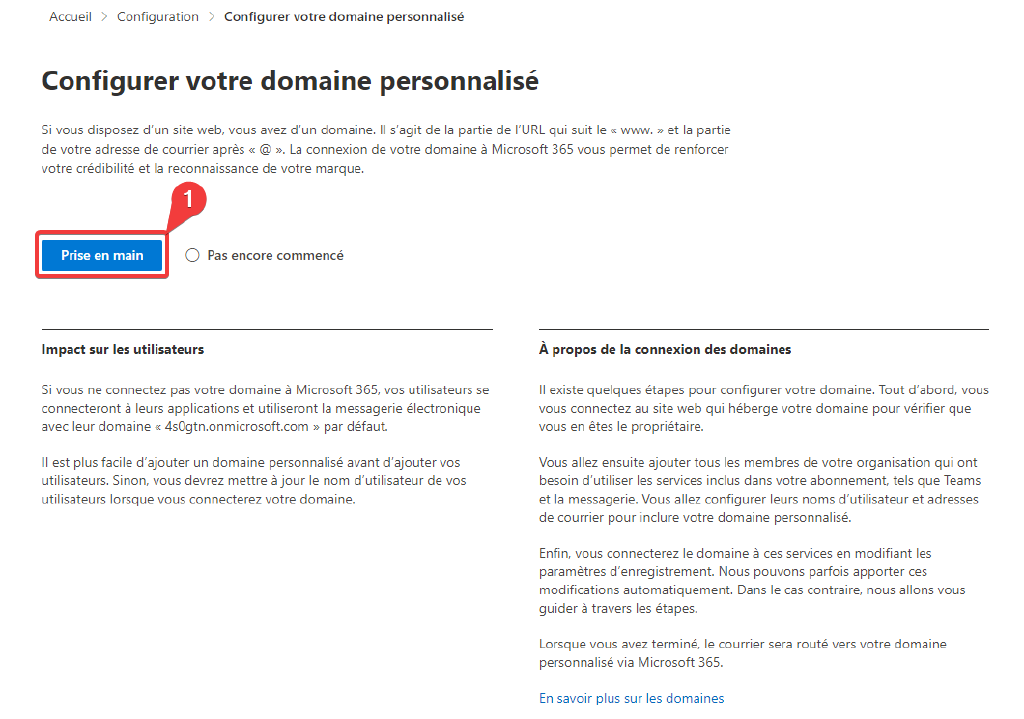 Accueil > Configuration > Configurer votre domaine personnalisé
Configurer votre domaine personnalisé
Si vous disposez d'un site web, vous avez d'un domaine. Il s'agit de la partie de l'URL qui suit le « www. » et la partie
de votre adresse de courrier après « @ ». La connexion de votre domaine à Microsoft 365 vous permet de renforcer
votre crédibilité et la reconnaissance de votre marque.
1
Prise en main
Pas encore commencé
Impact sur les utilisateurs
Si vous ne connectez pas votre domaine à Microsoft 365, vos utilisateurs se
connecteront à leurs applications et utiliseront la messagerie électronique
avec leur domaine « 4s0gtn.onmicrosoft.com » par défaut.
Il est plus facile d'ajouter un domaine personnalisé avant d'ajouter vos
utilisateurs. Sinon, vous devrez mettre à jour le nom d'utilisateur de vos
utilisateurs lorsque vous connecterez votre domaine.
À propos de la connexion des domaines
Il existe quelques étapes pour configurer votre domaine. Tout d'abord, vous
vous connectez au site web qui héberge votre domaine pour vérifier que
vous en êtes le propriétaire.
Vous allez ensuite ajouter tous les membres de votre organisation qui ont
besoin d'utiliser les services inclus dans votre abonnement, tels que Teams
et la messagerie. Vous allez configurer leurs noms d'utilisateur et adresses
de courrier pour inclure votre domaine personnalisé.
Enfin, vous connecterez le domaine à ces services en modifiant les
paramètres d'enregistrement. Nous pouvons parfois apporter ces
modifications automatiquement. Dans le cas contraire, nous allons vous
guider à travers les étapes.
Lorsque vous avez terminé, le courrier sera routé vers votre domaine
personnalisé via Microsoft 365.
En savoir plus sur les domaines